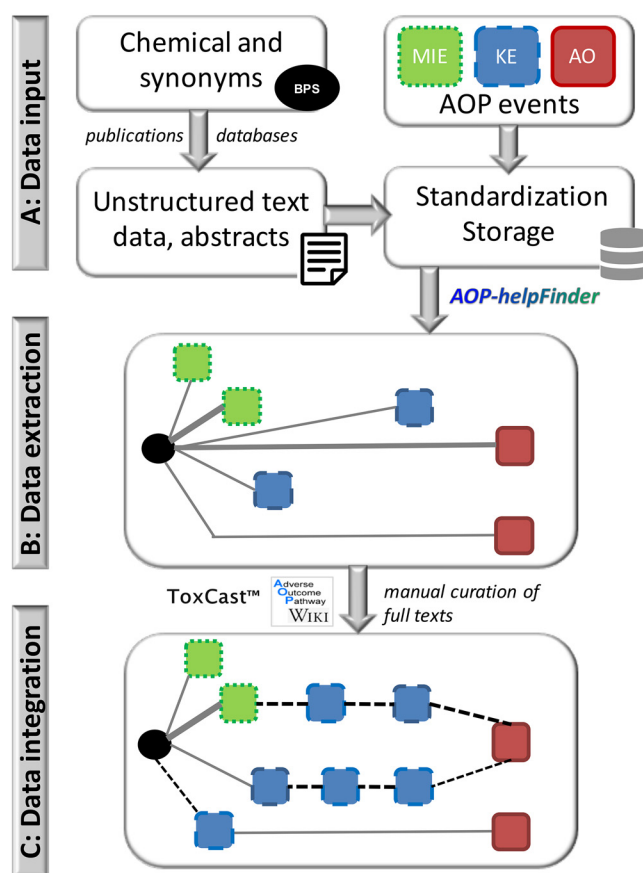 A: Data input
Chemical and
synonyms
BPS
MIE
KE
AO
AOP events
publications
databases
Unstructured text
data, abstracts
Standardization
Storage
AOP-helpFinder
B: Data extraction
ToxCast™
Adverse
Outcome
Pathway
WIKI
manual curation of
full texts
C: Data integration